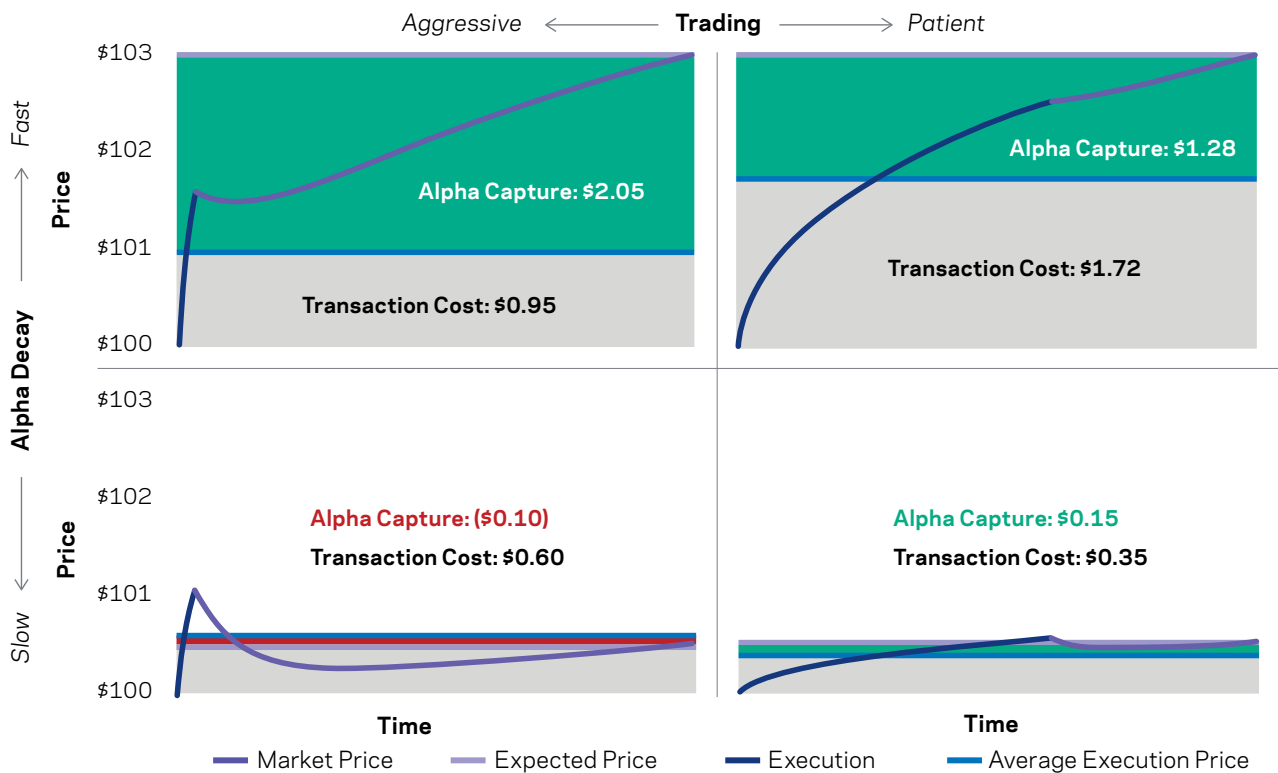 Aggressive Trading Patient
Fast
Alpha Decay
Slow
Price
$103
$102
$101
$100
Alpha Capture: $2.05
Transaction Cost: $0.95
Alpha Capture: $1.28
Transaction Cost: $1.72
Price
$103
$102
$101
$100
Alpha Capture: ($0.10)
Transaction Cost: $0.60
Alpha Capture: $0.15
Transaction Cost: $0.35
Time
Time
Market Price Expected Price Execution Average Execution Price